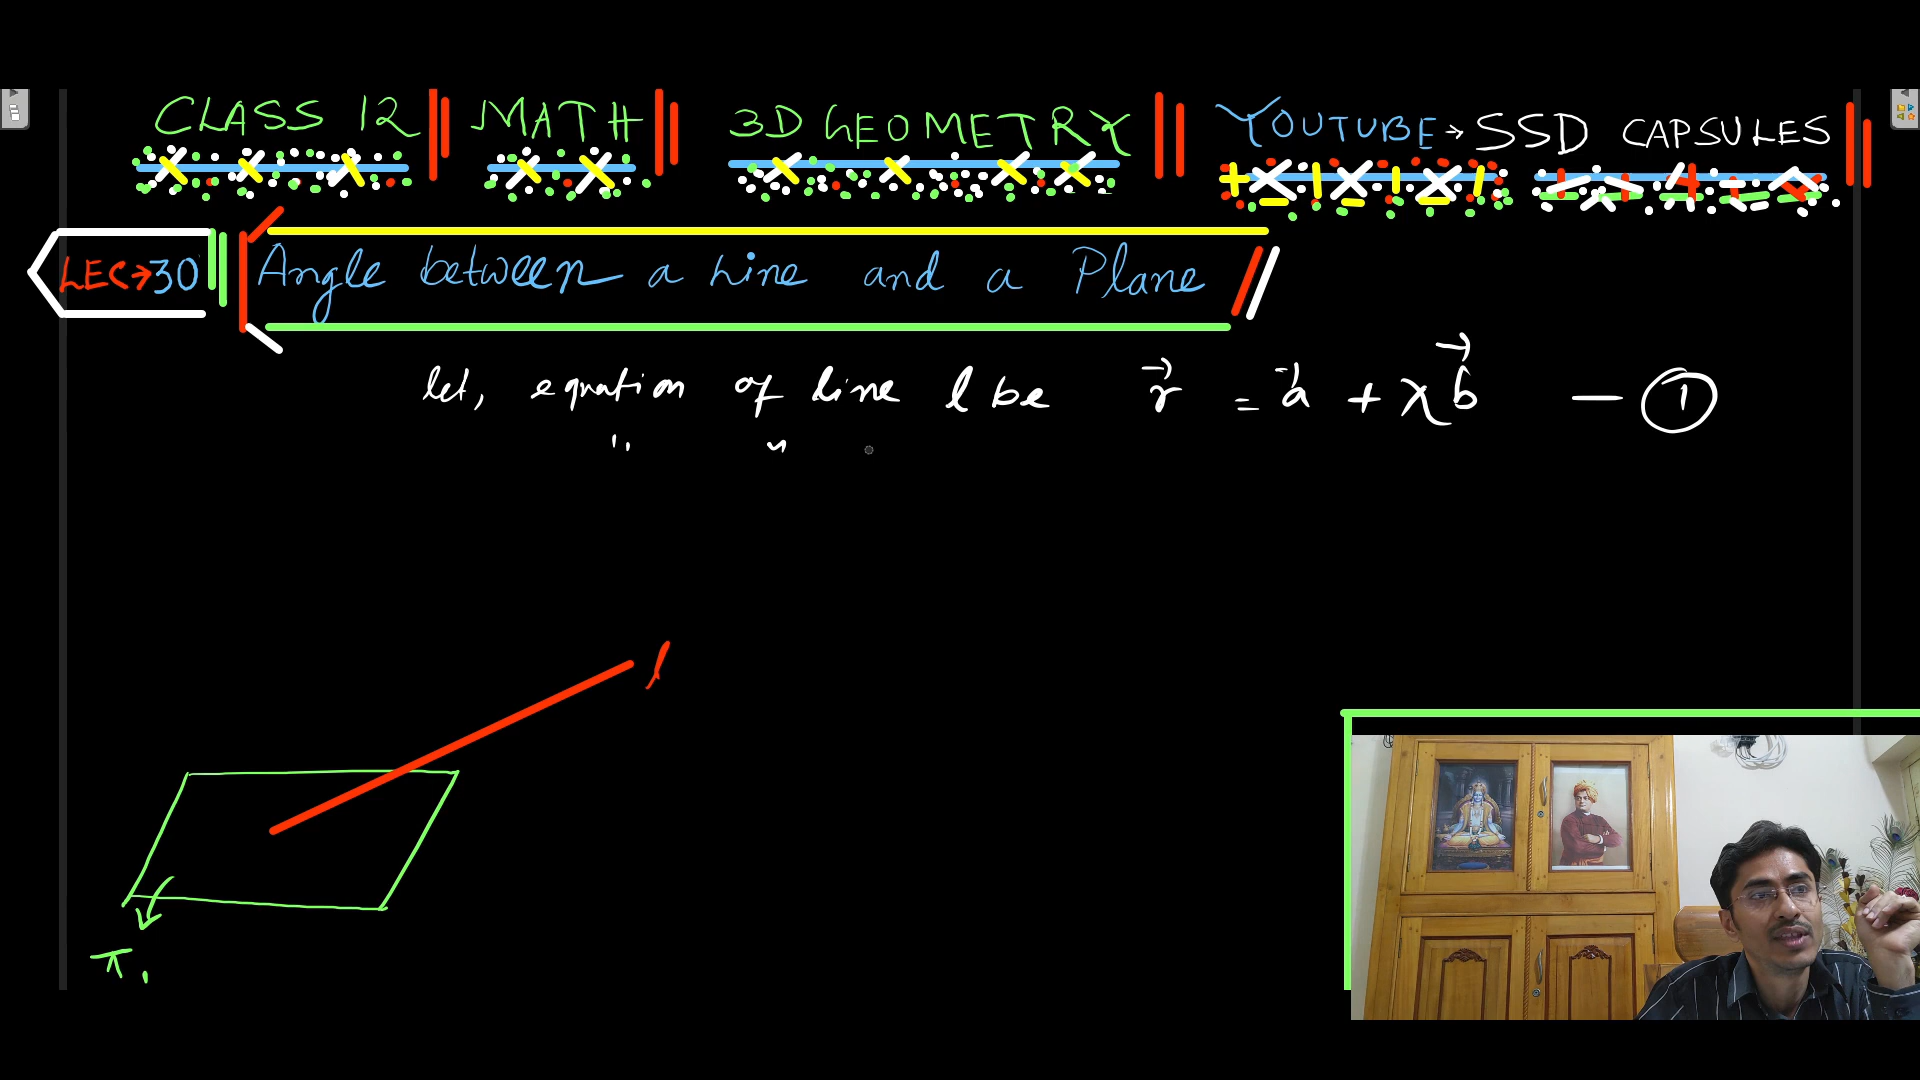 CLASS 12 MATH 3D GEOMETRY YOUTUBE → SSD CAPSULES
LEC→30 Angle between a Line and a Plane
let, equation of line l be r⃗ = a⃗ + λb⃗ — ①
" "
l
π₁